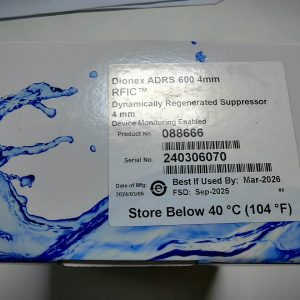 Dionex ADRS 600 4mm
RFIC™
Dynamically Regenerated Suppressor
4 mm
Device Monitoring Enabled
Product No. 088666
Serial No. 240306070
Date of Mfg: Best If Used By: Mar-2026
2024/03/06 FSD: Sep-2025
Store Below 40 °C (104 °F)